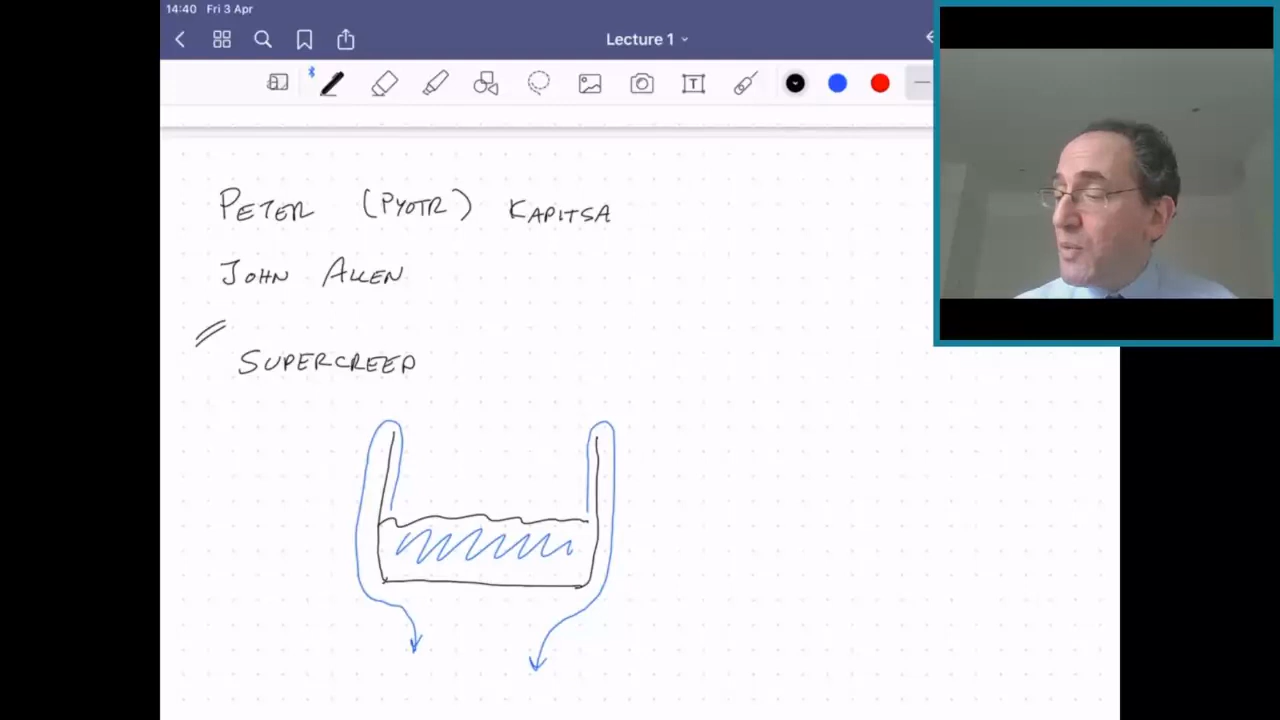 14:40 Fri 3 Apr
Lecture 1
T
PETER (PYOTR) KAPITSA
JOHN ALLEN
SUPERCREEP